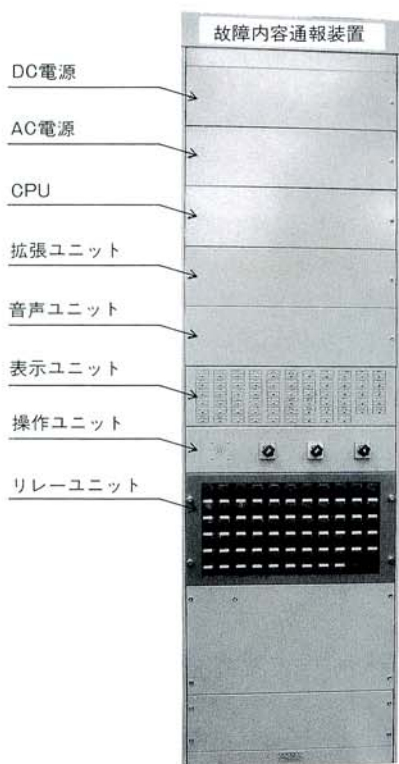 故障内容通報装置
DC電源
AC電源
CPU
拡張ユニット
音声ユニット
表示ユニット
操作ユニット
リレーユニット